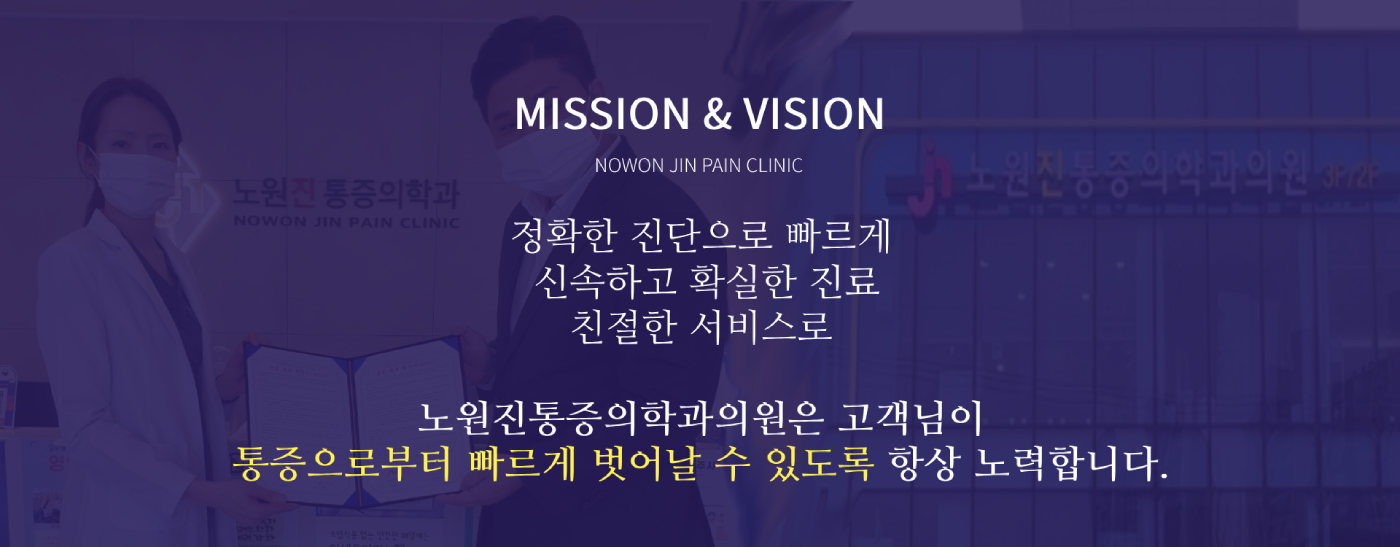 MISSION & VISION
NOWON JIN PAIN CLINIC
노원진통증의학과
NOWON JIN PAIN CLINIC
jn 노원진통증의학과의원 3F/2F
정확한 진단으로 빠르게
신속하고 확실한 진료
친절한 서비스로
노원진통증의학과의원은 고객님이
통증으로부터 빠르게 벗어날 수 있도록 항상 노력합니다.